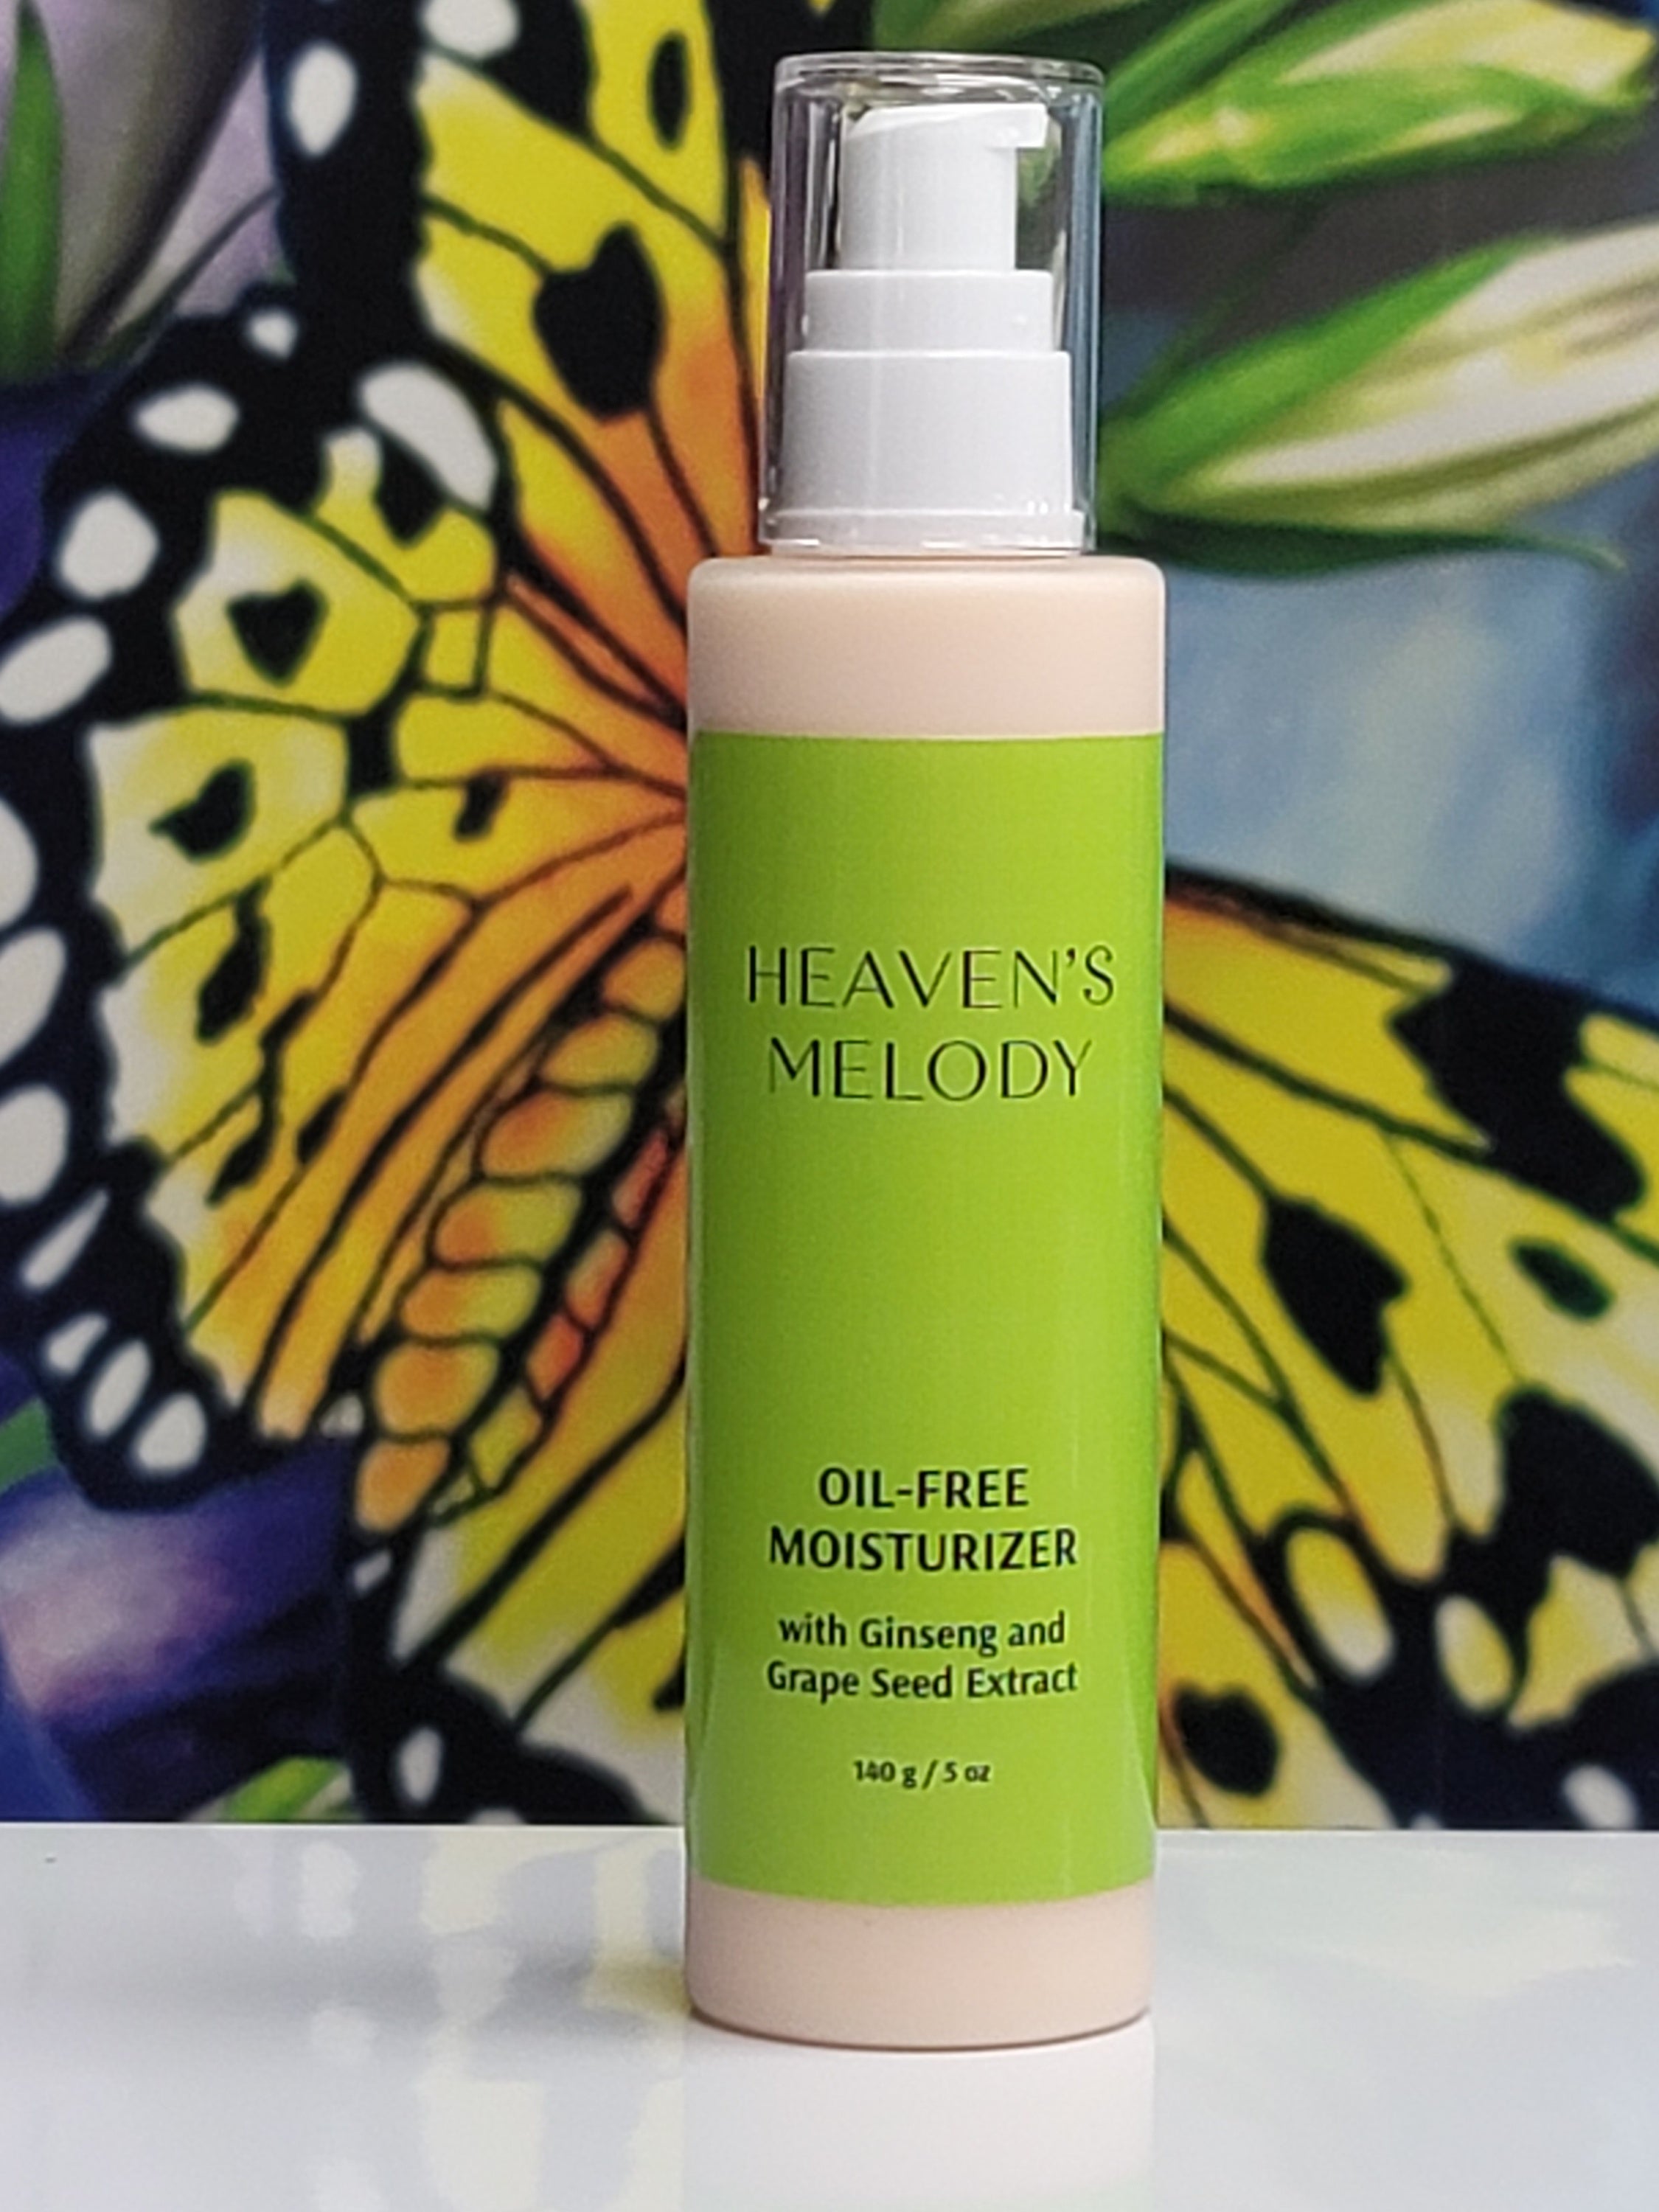 HEAVEN'S
MELODY
OIL-FREE
MOISTURIZER
with Ginseng and
Grape Seed Extract
140 g / 5 oz